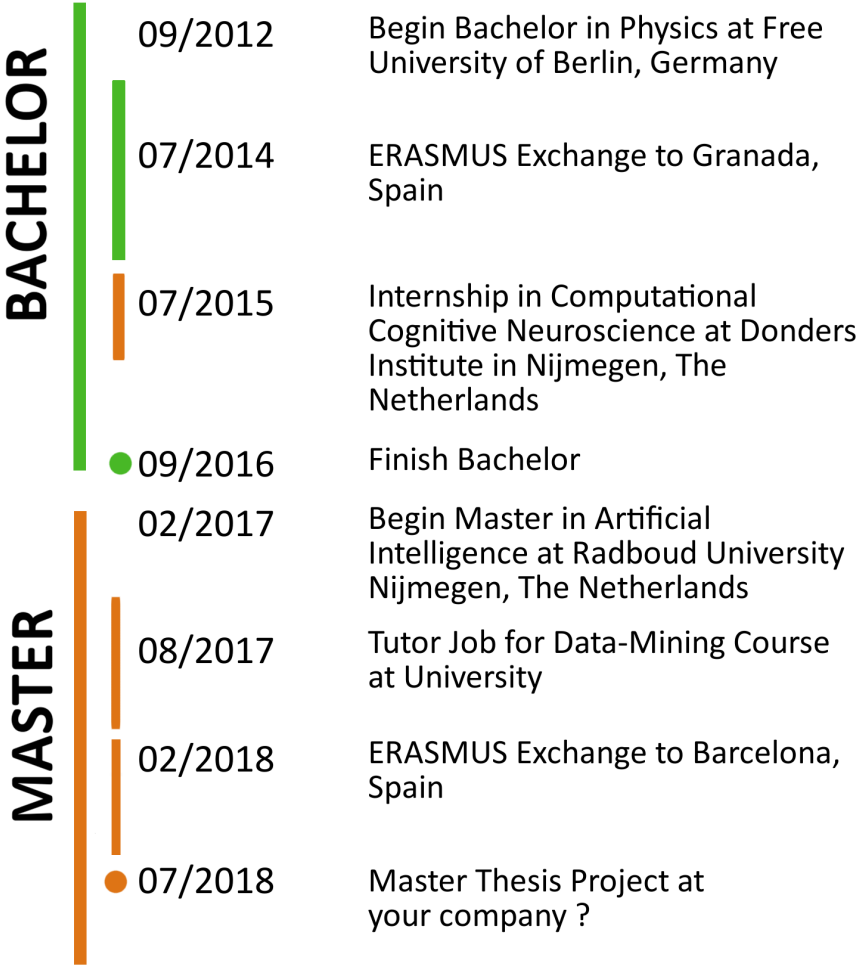 BACHELOR
09/2012
Begin Bachelor in Physics at Free
University of Berlin, Germany
07/2014
ERASMUS Exchange to Granada,
Spain
07/2015
Internship in Computational
Cognitive Neuroscience at Donders
Institute in Nijmegen, The
Netherlands
09/2016
Finish Bachelor
MASTER
02/2017
Begin Master in Artificial
Intelligence at Radboud University
Nijmegen, The Netherlands
08/2017
Tutor Job for Data-Mining Course
at University
02/2018
ERASMUS Exchange to Barcelona,
Spain
07/2018
Master Thesis Project at
your company ?